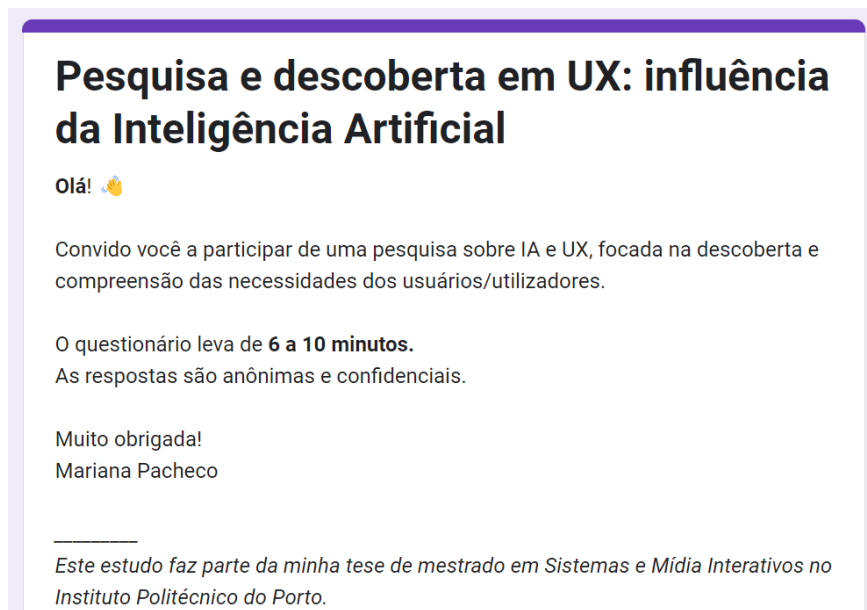 Pesquisa e descoberta em UX: influência
da Inteligência Artificial
Olá! 👋
Convido você a participar de uma pesquisa sobre IA e UX, focada na descoberta e
compreensão das necessidades dos usuários/utilizadores.
O questionário leva de 6 a 10 minutos.
As respostas são anônimas e confidenciais.
Muito obrigada!
Mariana Pacheco
_________
Este estudo faz parte da minha tese de mestrado em Sistemas e Mídia Interativos no
Instituto Politécnico do Porto.